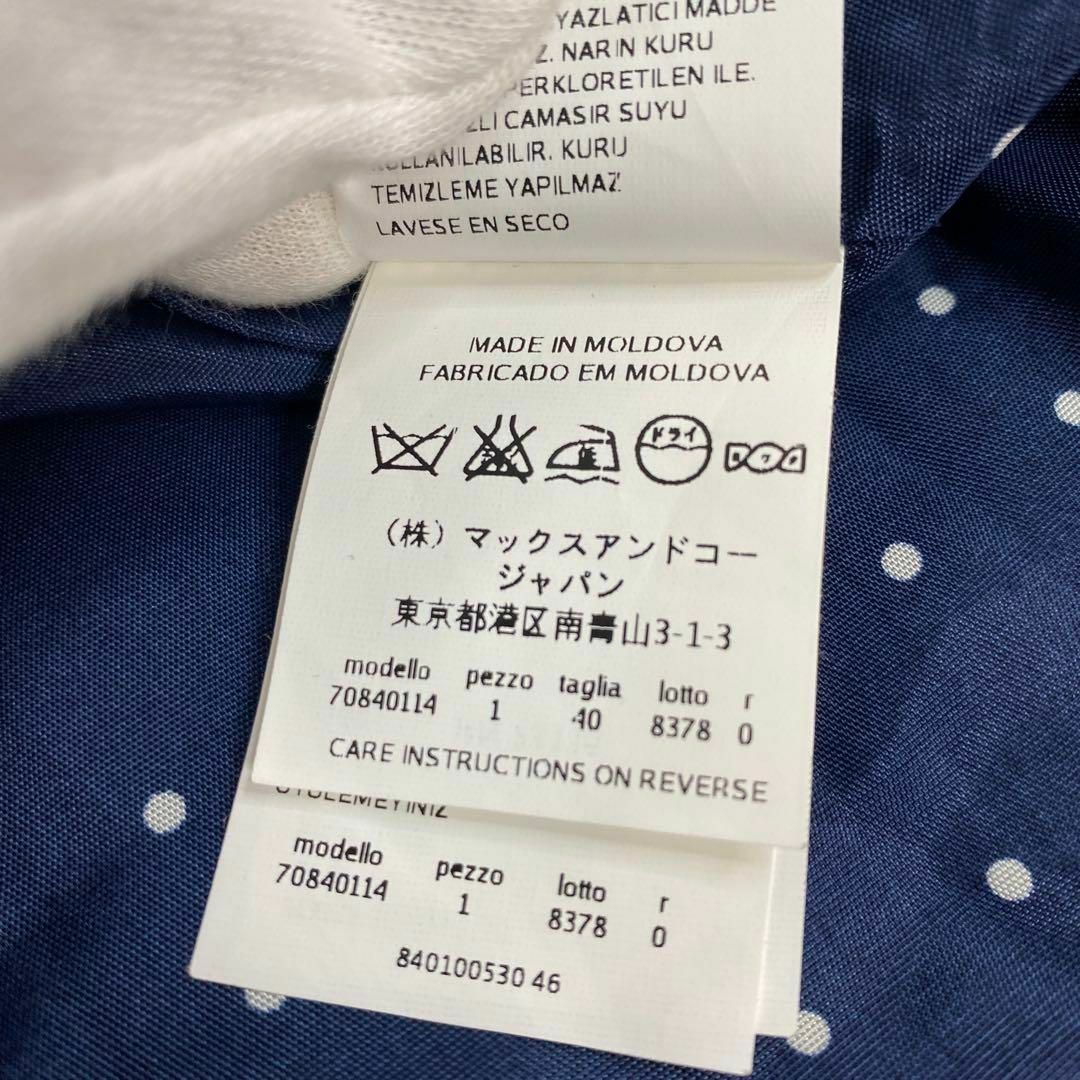 YAZLATICI MADDE
NARIN KURU
PERKLORETILEN ILE.
CAMASIR SUYU
KULLANILABILIR. KURU
TEMIZLEME YAPILMAZ
LAVESE EN SECO
MADE IN MOLDOVA
FABRICADO EM MOLDOVA
低 ドライ
(株) マックスアンドコー
ジャパン
東京都港区南青山3-1-3
modello pezzo taglia lotto r
70840114 1 40 8378 0
CARE INSTRUCTIONS ON REVERSE
UTULEMEYINIZ
modello pezzo lotto r
70840114 1 8378 0
840100530 46